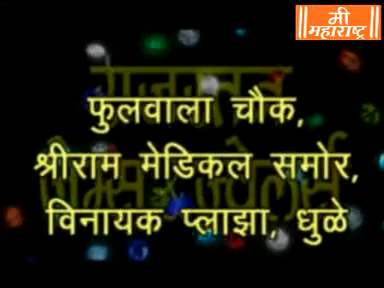 मी
महाराष्ट्र
फुलवाला चौक,
श्रीराम मेडिकल समोर,
विनायक प्लाझा, धुळे